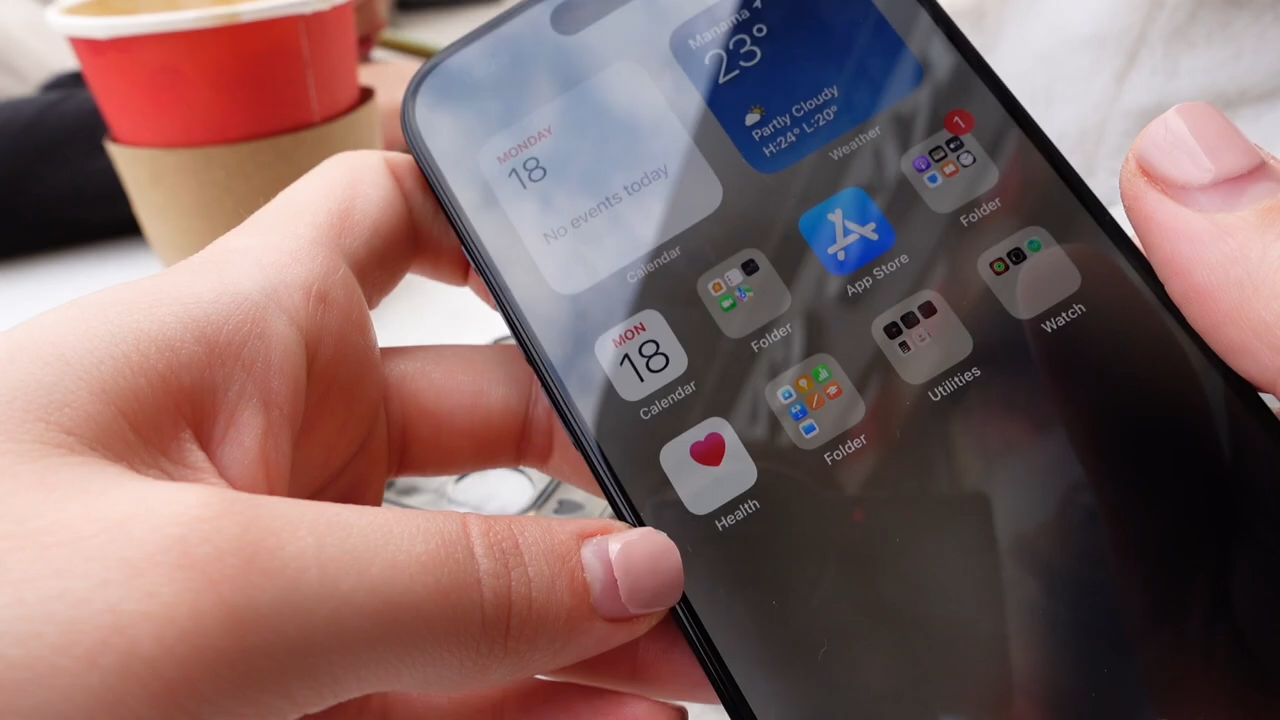 Manama
23°
Partly Cloudy
H:24° L:20°
Weather
MONDAY
18
No events today
Calendar
1
Folder
App Store
Folder
MON
18
Calendar
Watch
Utilities
Folder
Health